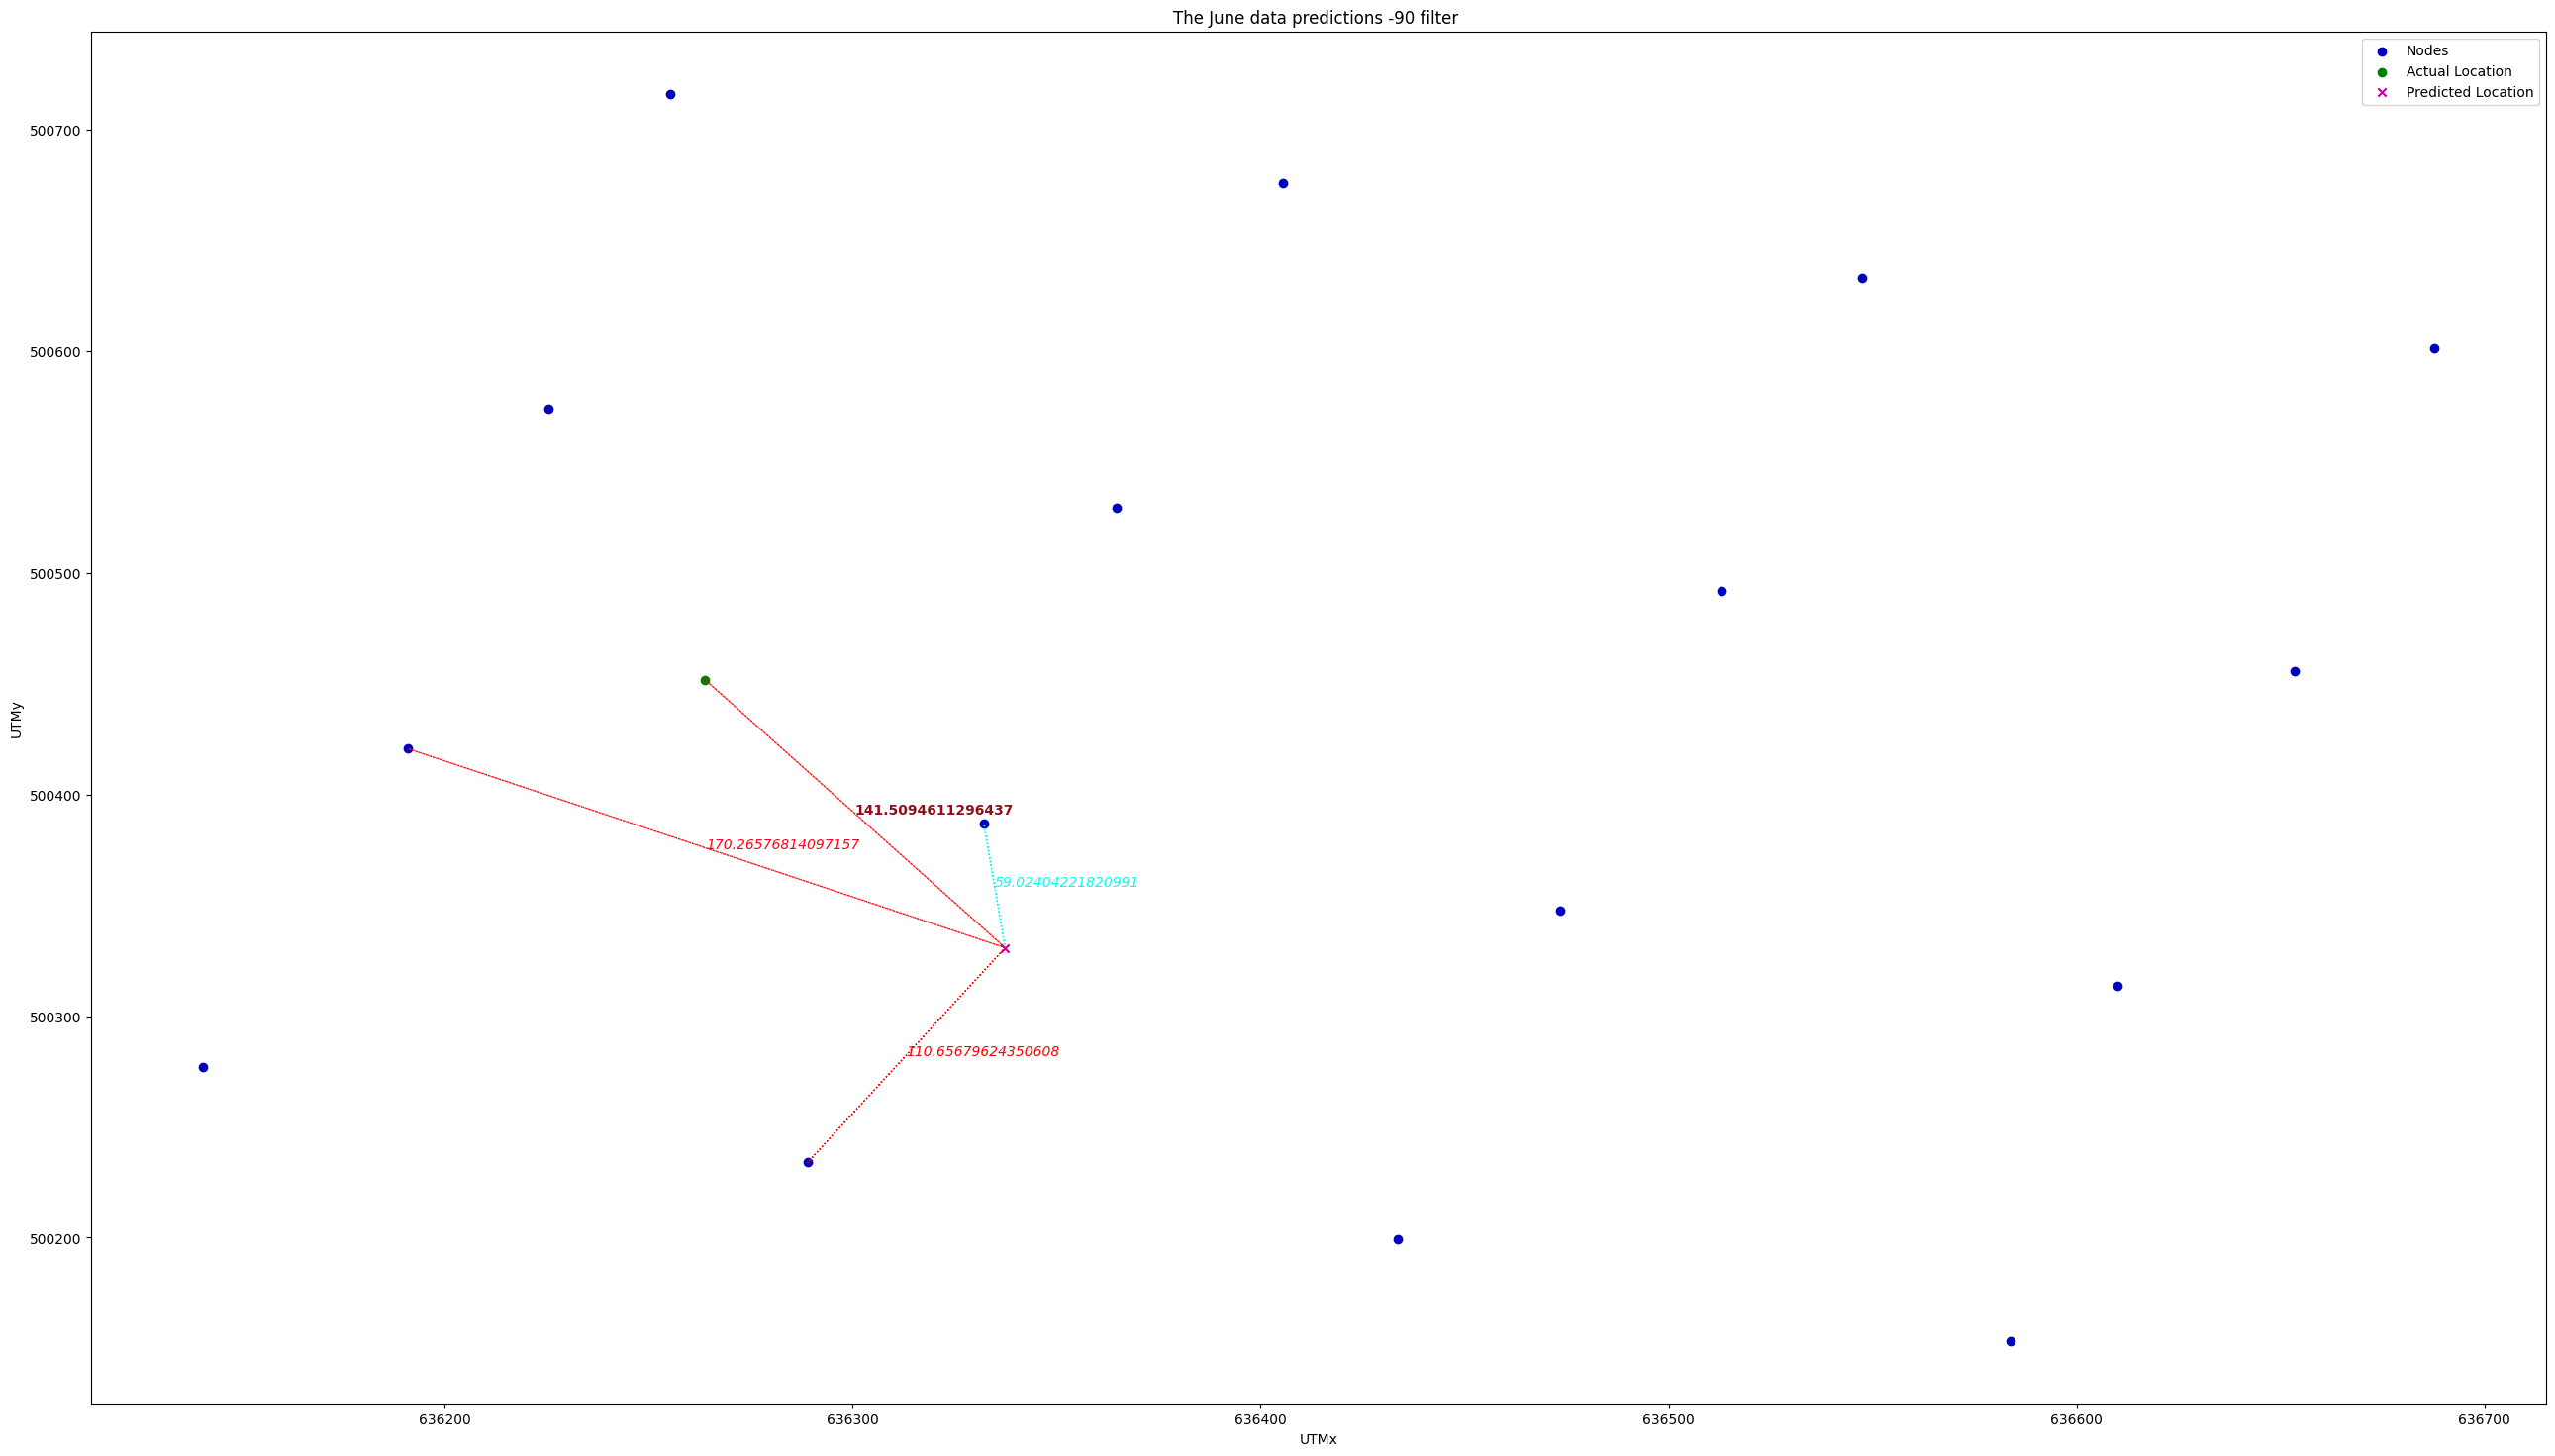 The June data predictions -90 filter
Nodes
Actual Location
Predicted Location
500700
500600
500500
500400
500300
500200
UTMy
141.5094611296437
170.26576814097157
59.02404221820991
110.65679624350608
636200
636300
636400
636500
636600
636700
UTMx